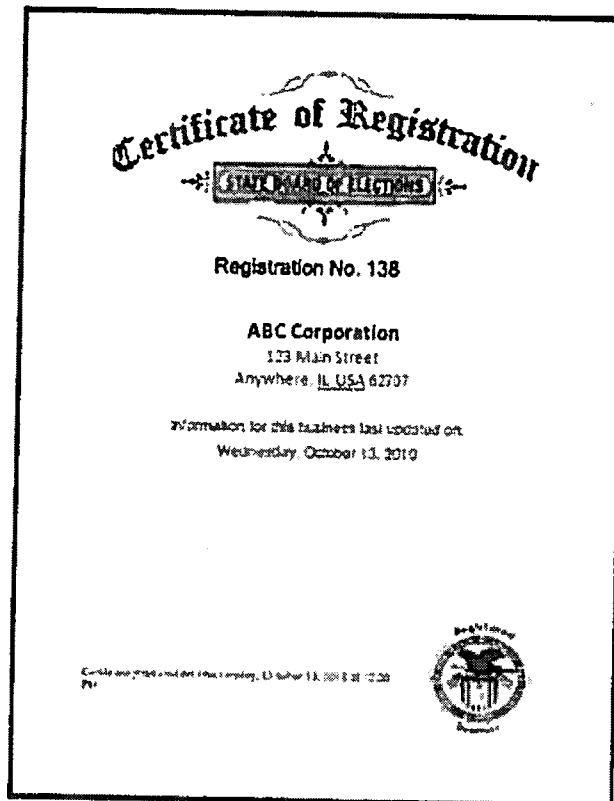 Certificate of Registration
STATE BOARD OF ELECTIONS
Registration No. 138
ABC Corporation
123 Main Street
Anywhere, IL USA 62707
Information for this business last updated on:
Wednesday, October 13, 2010
Registered